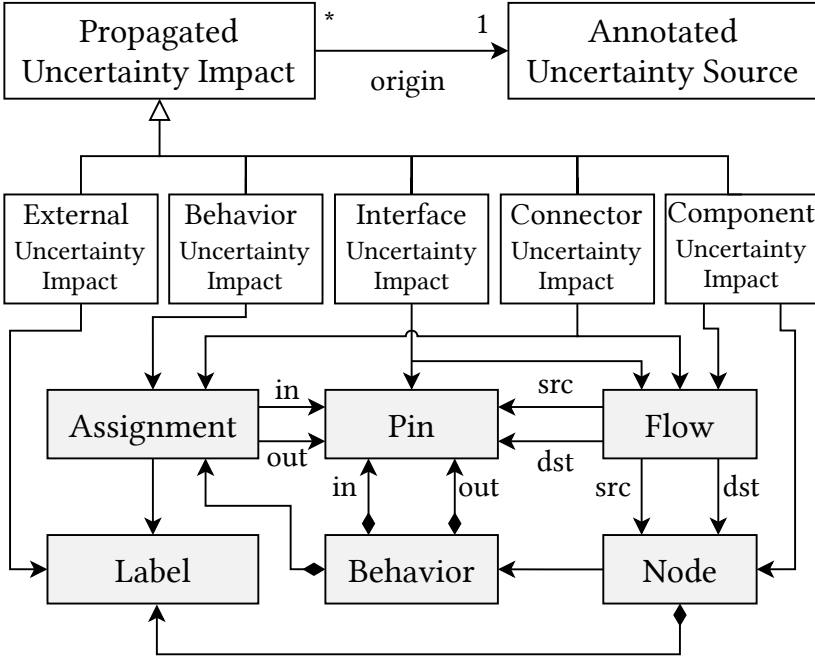 Propagated
Uncertainty Impact
*
1
origin
Annotated
Uncertainty Source
External
Uncertainty
Impact
Behavior
Uncertainty
Impact
Interface
Uncertainty
Impact
Connector
Uncertainty
Impact
Component
Uncertainty
Impact
Assignment
in
out
Pin
src
dst
Flow
in
out
src
dst
Label
Behavior
Node